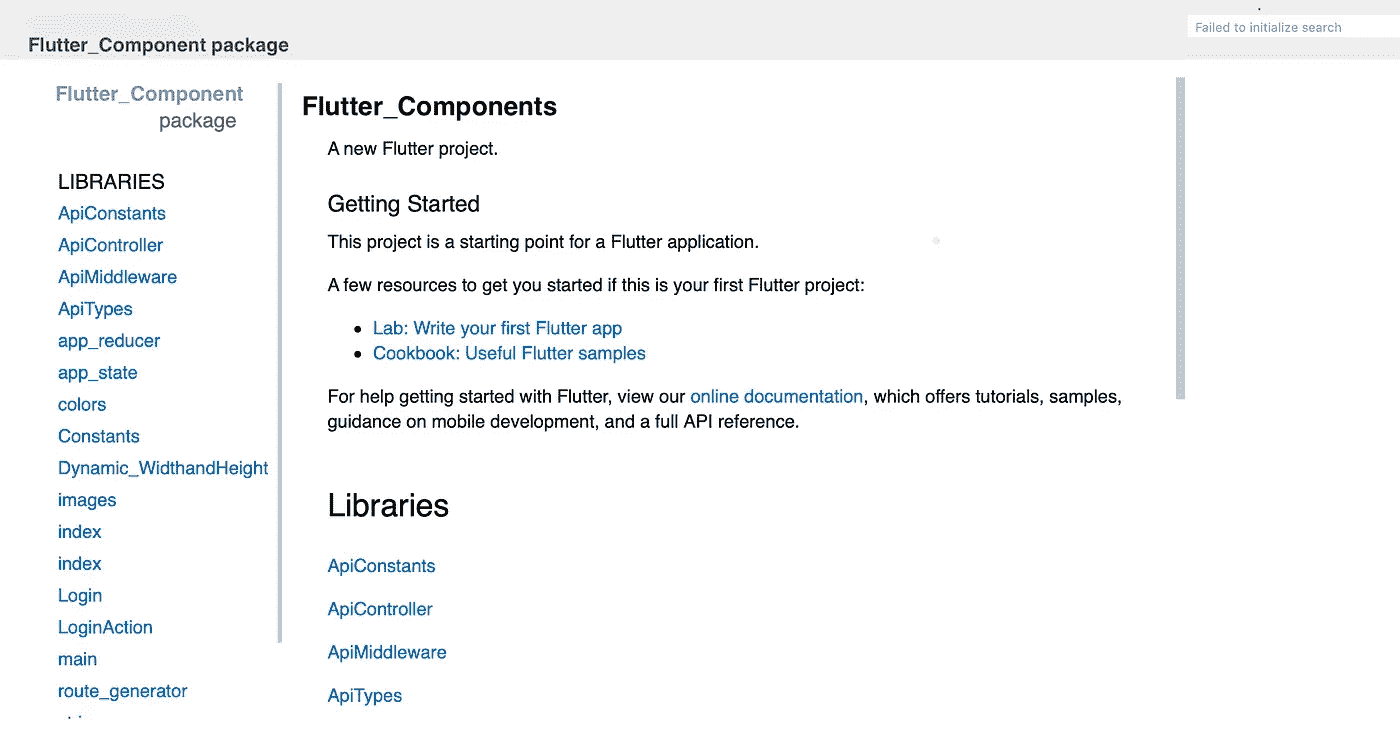 Flutter_Component package
Failed to initialize search
Flutter_Component
package
LIBRARIES
ApiConstants
ApiController
ApiMiddleware
ApiTypes
app_reducer
app_state
colors
Constants
Dynamic_WidthandHeight
images
index
index
Login
LoginAction
main
route_generator
Flutter_Components
A new Flutter project.
Getting Started
This project is a starting point for a Flutter application.
A few resources to get you started if this is your first Flutter project:
Lab: Write your first Flutter app
Cookbook: Useful Flutter samples
For help getting started with Flutter, view our online documentation, which offers tutorials, samples,
guidance on mobile development, and a full API reference.
Libraries
ApiConstants
ApiController
ApiMiddleware
ApiTypes